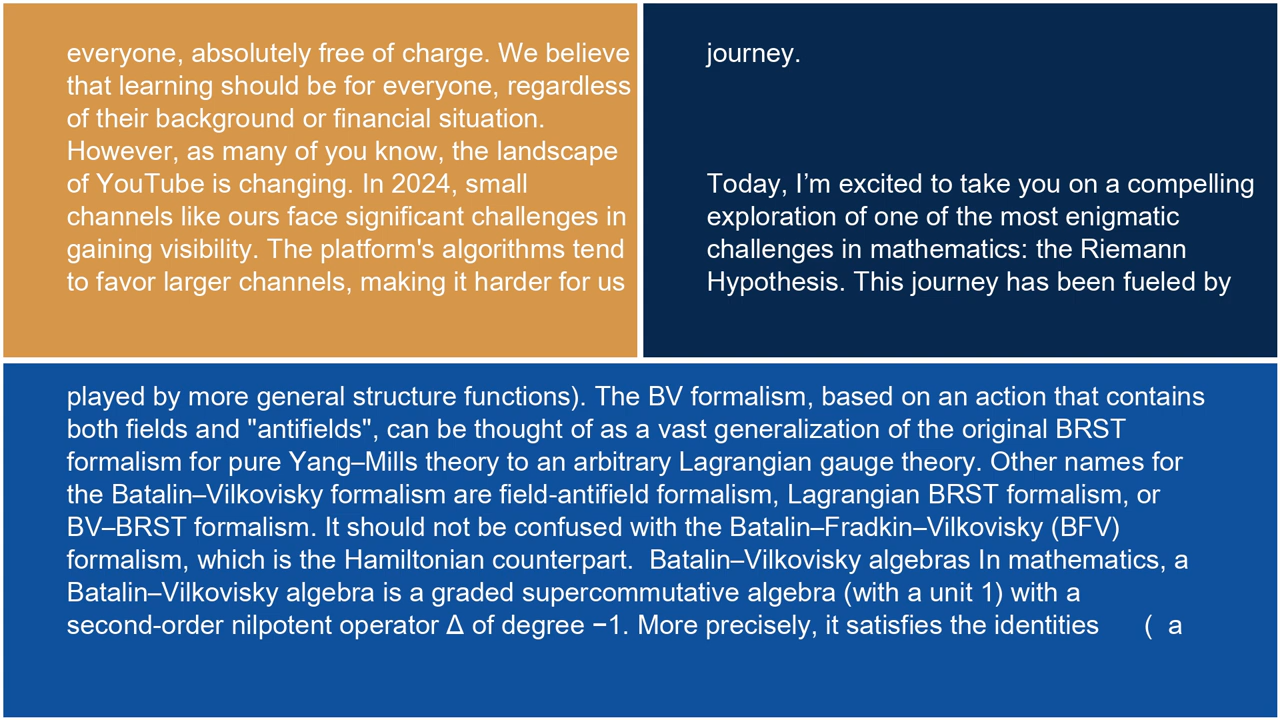 everyone, absolutely free of charge. We believe
that learning should be for everyone, regardless
of their background or financial situation.
However, as many of you know, the landscape
of YouTube is changing. In 2024, small
channels like ours face significant challenges in
gaining visibility. The platform's algorithms tend
to favor larger channels, making it harder for us
journey.
Today, I’m excited to take you on a compelling
exploration of one of the most enigmatic
challenges in mathematics: the Riemann
Hypothesis. This journey has been fueled by
played by more general structure functions). The BV formalism, based on an action that contains
both fields and "antifields", can be thought of as a vast generalization of the original BRST
formalism for pure Yang–Mills theory to an arbitrary Lagrangian gauge theory. Other names for
the Batalin–Vilkovisky formalism are field-antifield formalism, Lagrangian BRST formalism, or
BV–BRST formalism. It should not be confused with the Batalin–Fradkin–Vilkovisky (BFV)
formalism, which is the Hamiltonian counterpart.  Batalin–Vilkovisky algebras In mathematics, a
Batalin–Vilkovisky algebra is a graded supercommutative algebra (with a unit 1) with a
second-order nilpotent operator Δ of degree −1. More precisely, it satisfies the identities      (  a